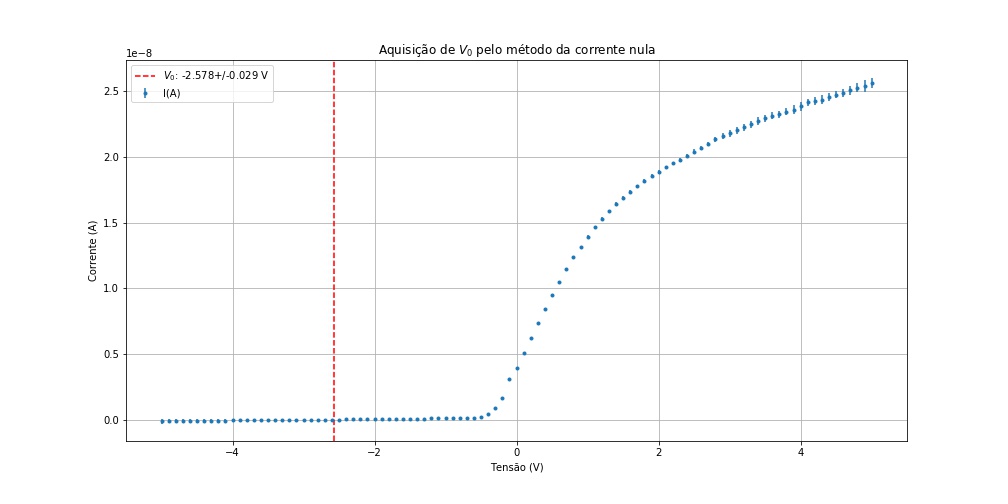 Aquisição de V₀ pelo método da corrente nula
1e−8
V₀: -2.578+/-0.029 V
I(A)
2.5
2.0
1.5
1.0
0.5
0.0
Corrente (A)
−4
−2
0
2
4
Tensão (V)